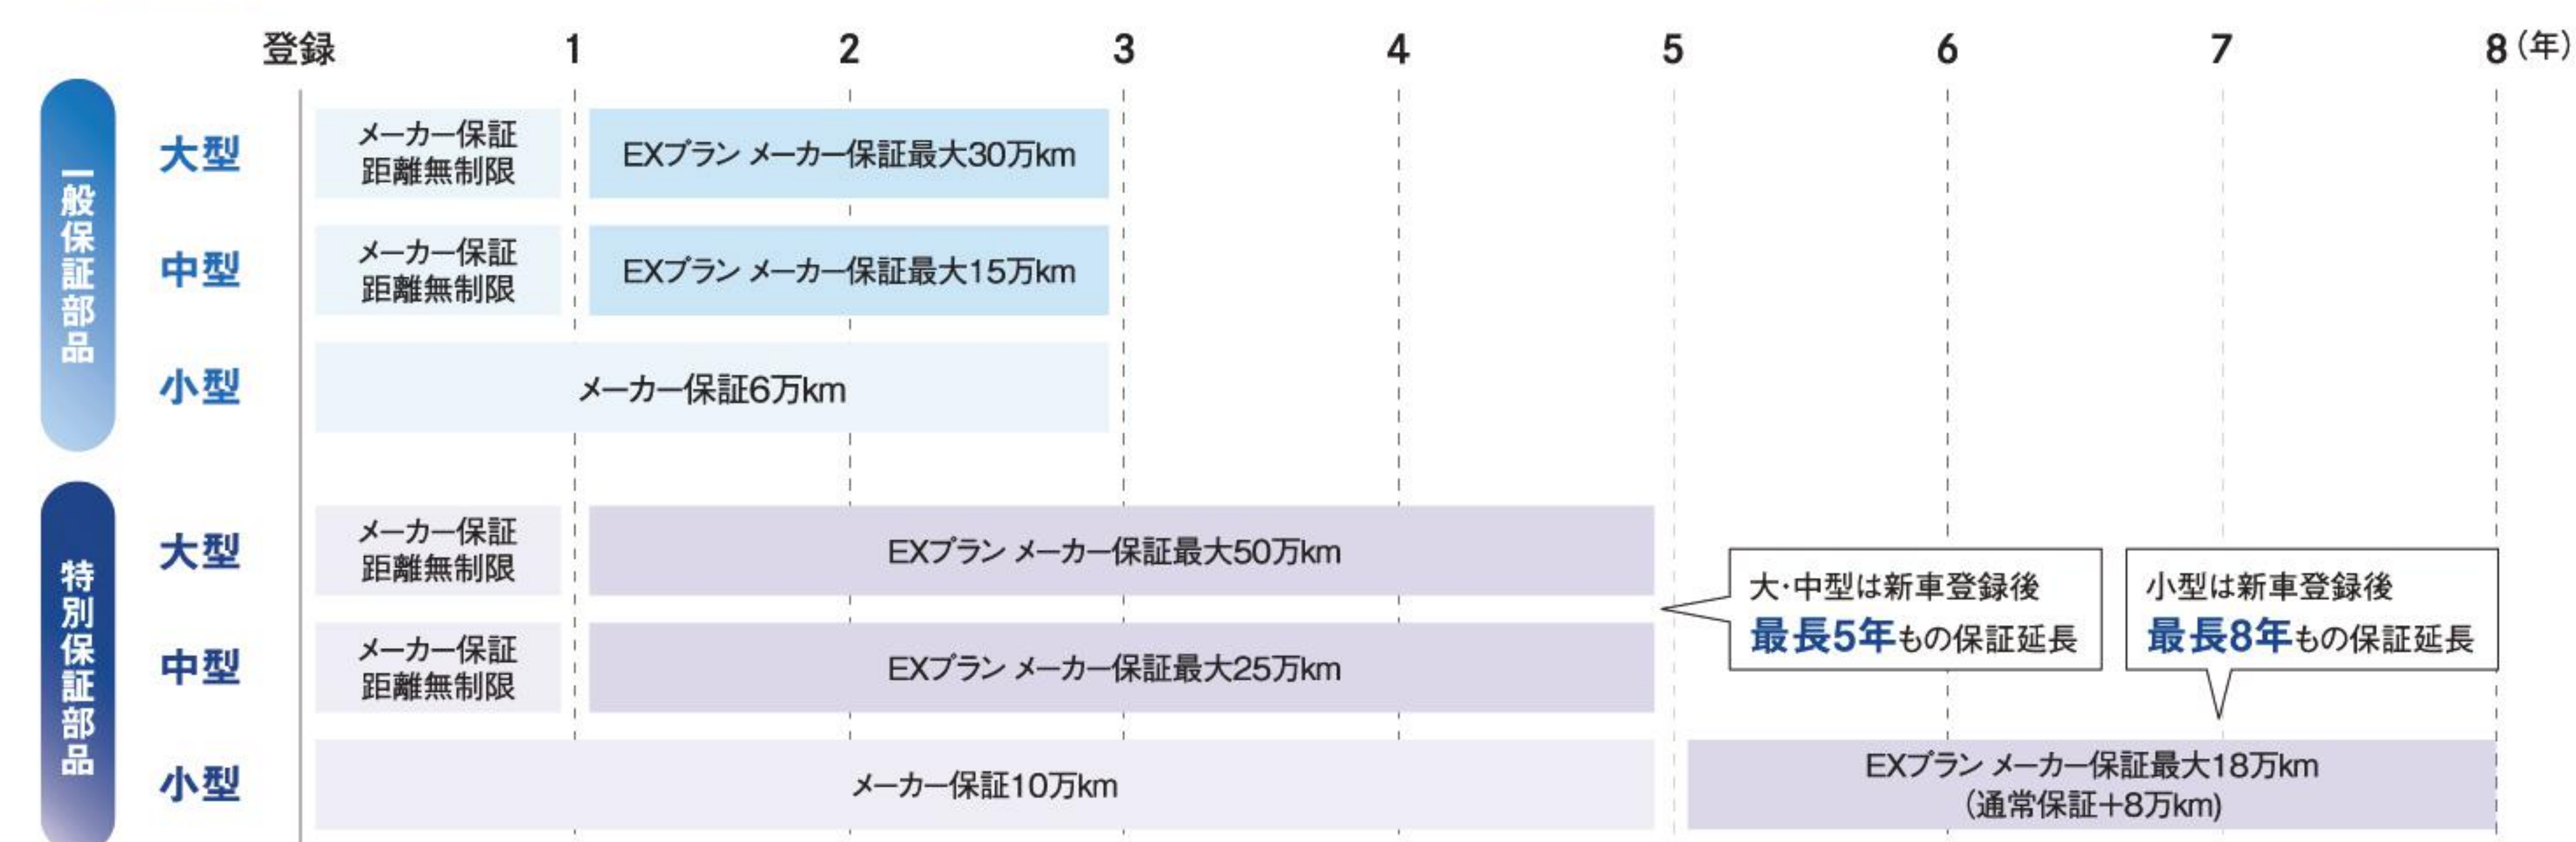 登録 1 2 3 4 5 6 7 8（年）
一般保証部品
大型
メーカー保証
距離無制限
EXプラン メーカー保証最大30万km
中型
メーカー保証
距離無制限
EXプラン メーカー保証最大15万km
小型
メーカー保証6万km
特別保証部品
大型
メーカー保証
距離無制限
EXプラン メーカー保証最大50万km
中型
メーカー保証
距離無制限
EXプラン メーカー保証最大25万km
大・中型は新車登録後
最長5年もの保証延長
小型は新車登録後
最長8年もの保証延長
小型
メーカー保証10万km
EXプラン メーカー保証最大18万km
（通常保証＋8万km）